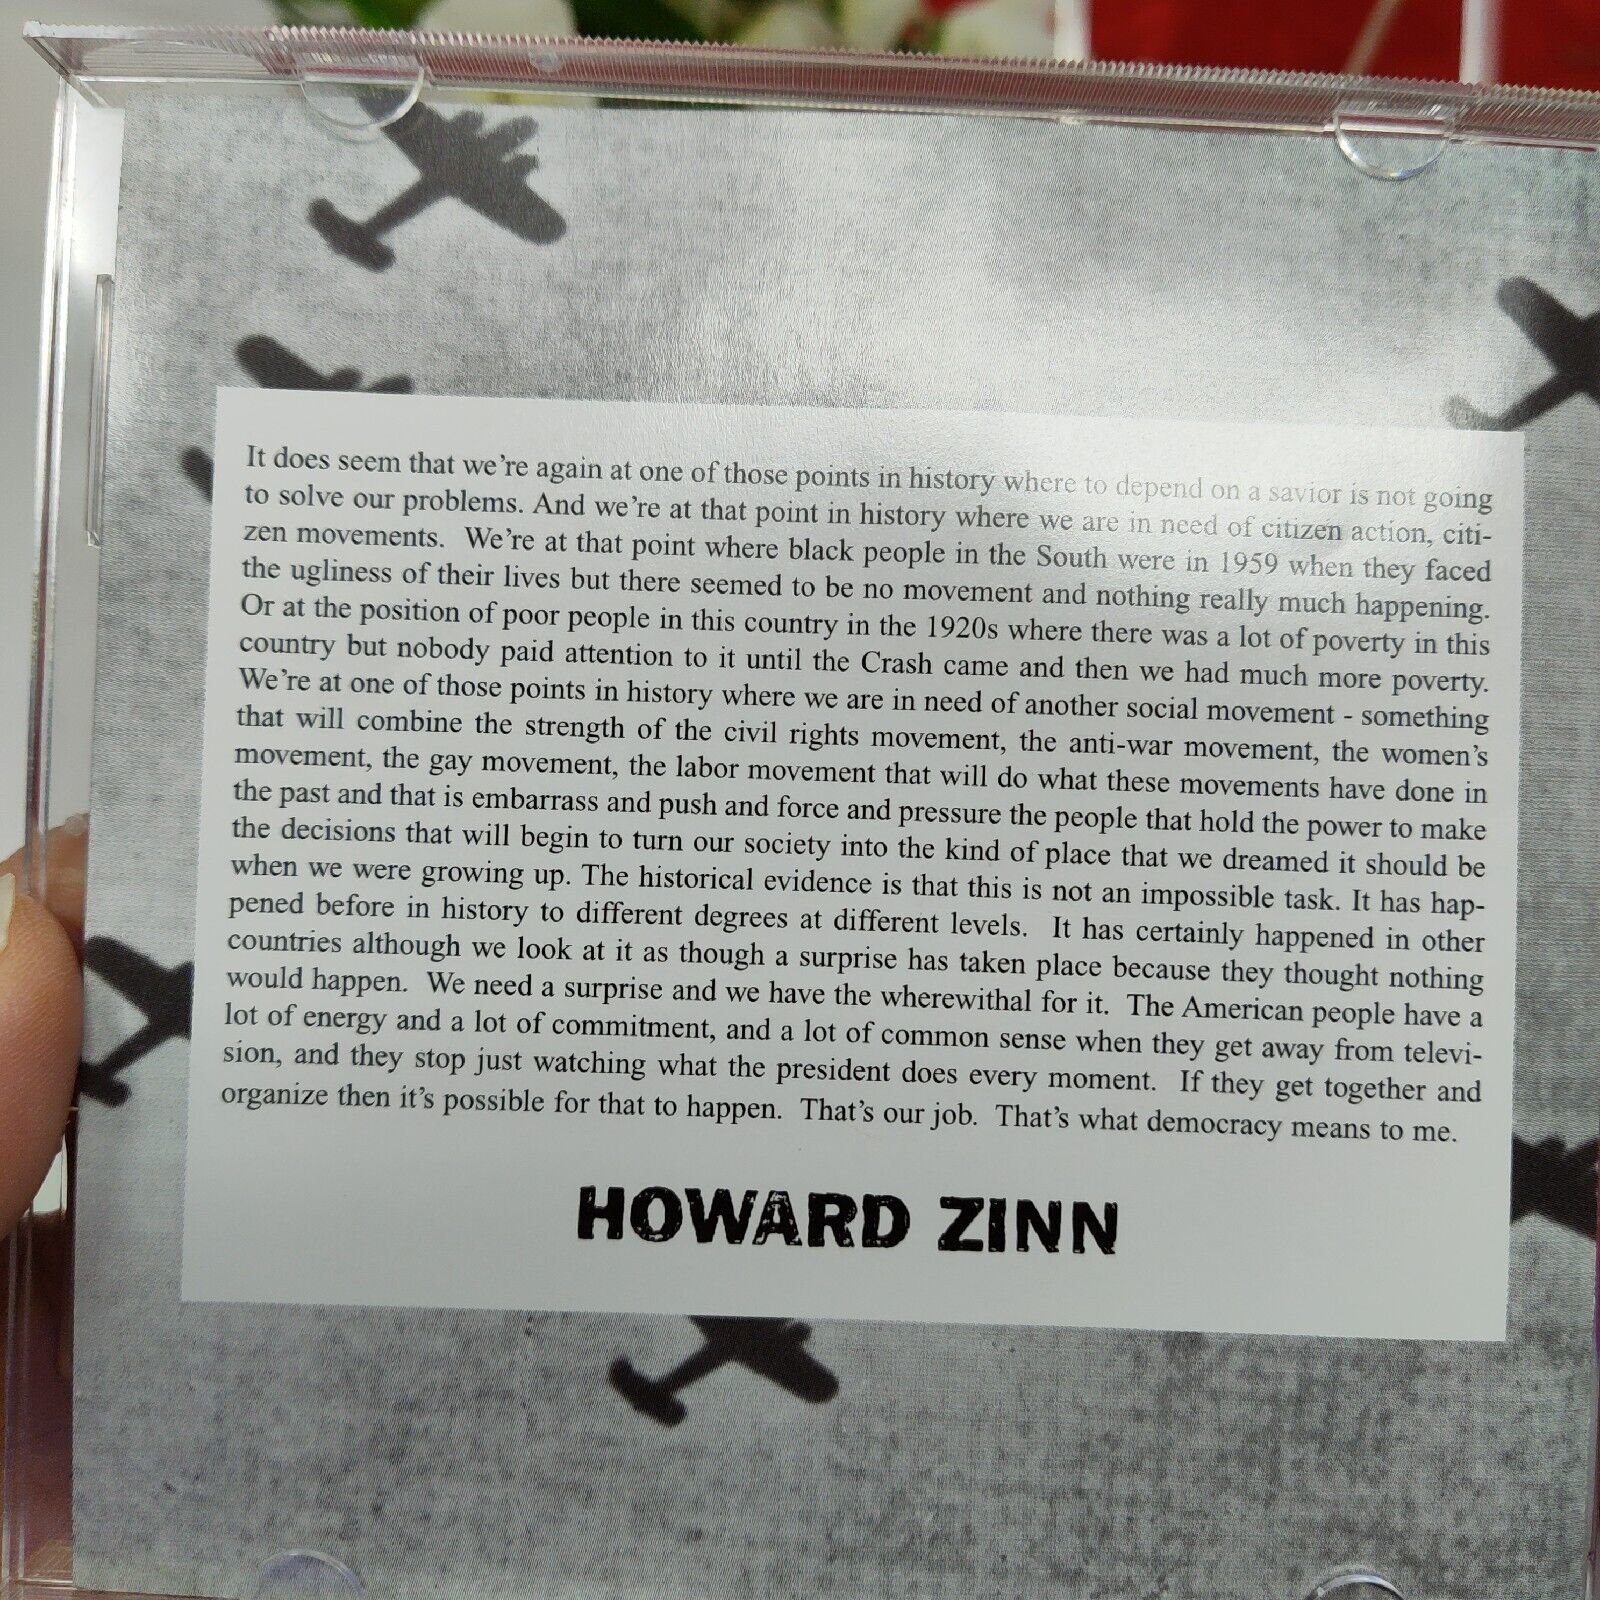 It does seem that we're again at one of those points in history where to depend on a savior is not going
to solve our problems. And we're at that point in history where we are in need of citizen action, citi-
zen movements.  We're at that point where black people in the South were in 1959 when they faced
the ugliness of their lives but there seemed to be no movement and nothing really much happening.
Or at the position of poor people in this country in the 1920s where there was a lot of poverty in this
country but nobody paid attention to it until the Crash came and then we had much more poverty.
We're at one of those points in history where we are in need of another social movement - something
that will combine the strength of the civil rights movement, the anti-war movement, the women's
movement, the gay movement, the labor movement that will do what these movements have done in
the past and that is embarrass and push and force and pressure the people that hold the power to make
the decisions that will begin to turn our society into the kind of place that we dreamed it should be
when we were growing up. The historical evidence is that this is not an impossible task. It has hap-
pened before in history to different degrees at different levels.  It has certainly happened in other
countries although we look at it as though a surprise has taken place because they thought nothing
would happen.  We need a surprise and we have the wherewithal for it.  The American people have a
lot of energy and a lot of commitment, and a lot of common sense when they get away from televi-
sion, and they stop just watching what the president does every moment.  If they get together and
organize then it's possible for that to happen.  That's our job.  That's what democracy means to me.
HOWARD ZINN